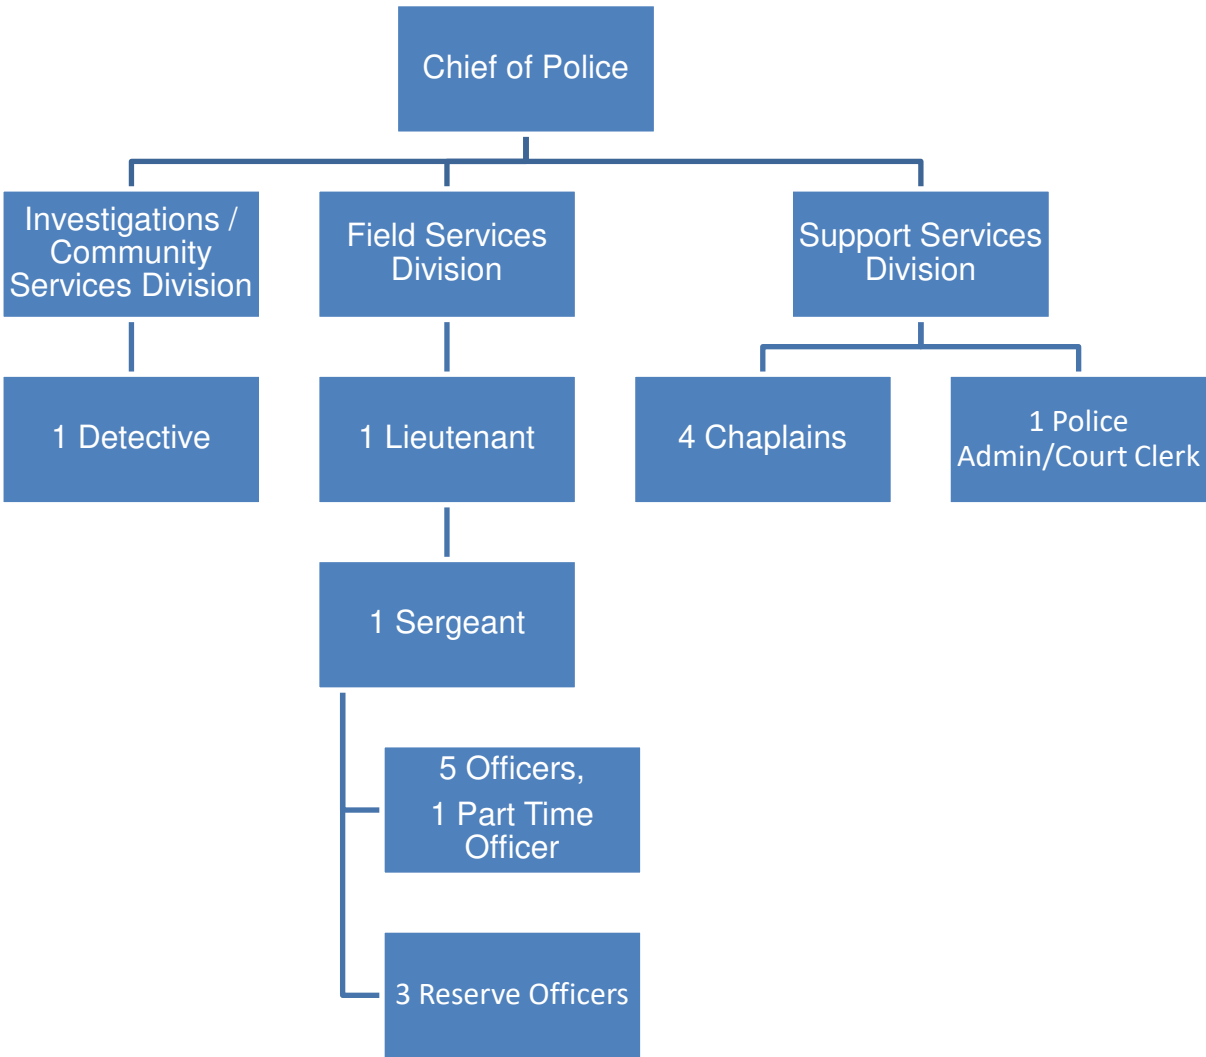 Chief of Police
Investigations /
Community
Services Division
Field Services
Division
Support Services
Division
1 Detective
1 Lieutenant
4 Chaplains
1 Police
Admin/Court Clerk
1 Sergeant
5 Officers,
1 Part Time
Officer
3 Reserve Officers